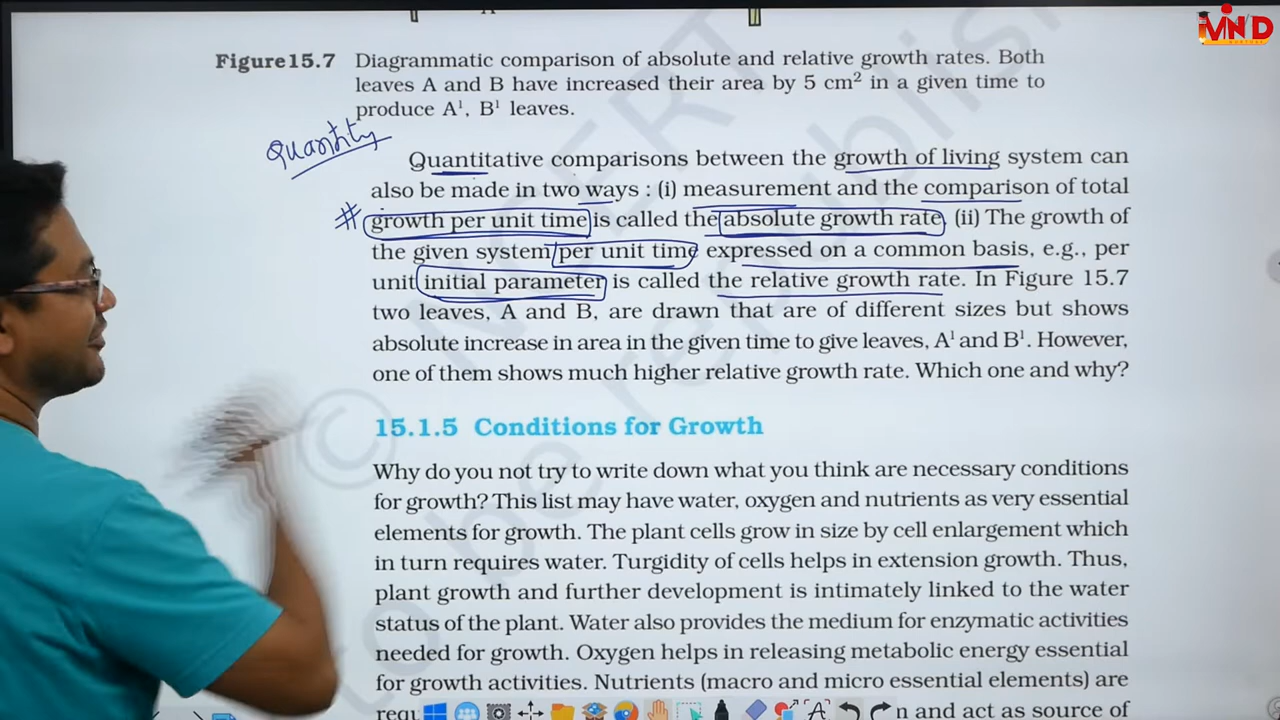 MIND
Figure 15.7 Diagrammatic comparison of absolute and relative growth rates. Both
leaves A and B have increased their area by 5 cm² in a given time to
produce A¹, B¹ leaves.
Quantity
Quantitative comparisons between the growth of living system can
also be made in two ways : (i) measurement and the comparison of total
# growth per unit time is called the absolute growth rate. (ii) The growth of
the given system per unit time expressed on a common basis, e.g., per
unit initial parameter is called the relative growth rate. In Figure 15.7
two leaves, A and B, are drawn that are of different sizes but shows
absolute increase in area in the given time to give leaves, A¹ and B¹. However,
one of them shows much higher relative growth rate. Which one and why?
15.1.5 Conditions for Growth
Why do you not try to write down what you think are necessary conditions
for growth? This list may have water, oxygen and nutrients as very essential
elements for growth. The plant cells grow in size by cell enlargement which
in turn requires water. Turgidity of cells helps in extension growth. Thus,
plant growth and further development is intimately linked to the water
status of the plant. Water also provides the medium for enzymatic activities
needed for growth. Oxygen helps in releasing metabolic energy essential
for growth activities. Nutrients (macro and micro essential elements) are
n and act as source of
© NCERT
to be republish